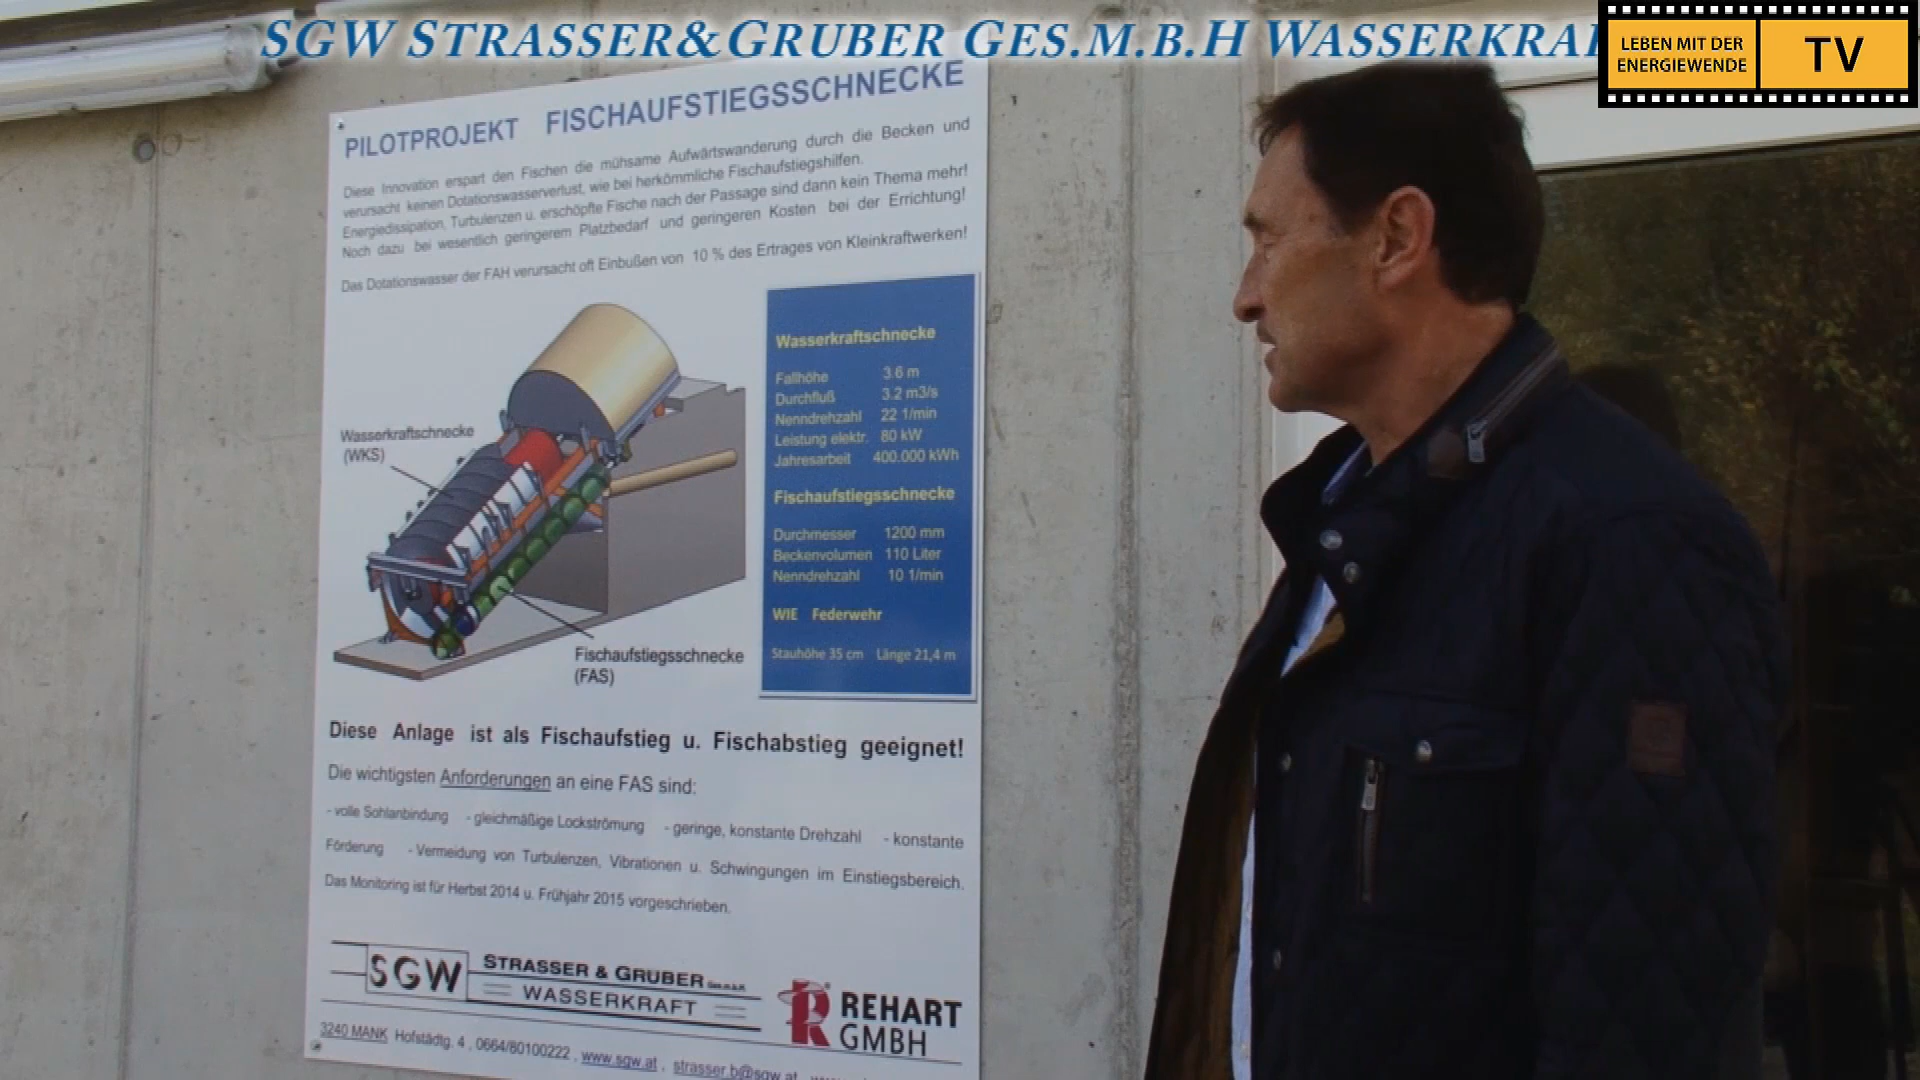 SGW STRASSER&GRUBER GES.M.B.H WASSERKRA
LEBEN MIT DER
ENERGIEWENDE
TV
PILOTPROJEKT FISCHAUFSTIEGSSCHNECKE
Diese Innovation erspart den Fischen die mühsame Aufwärtswanderung durch die Becken und
verursacht keinen Dotationswasserverlust, wie bei herkömmliche Fischaufstiegshilfen.
Energiedissipation, Turbulenzen u. erschöpfte Fische nach der Passage sind dann kein Thema mehr!
Noch dazu bei wesentlich geringerem Platzbedarf und geringeren Kosten bei der Errichtung!
Das Dotationswasser der FAH verursacht oft Einbußen von 10 % des Ertrages von Kleinkraftwerken!
Wasserkraftschnecke
(WKS)
Fischaufstiegsschnecke
(FAS)
Wasserkraftschnecke
Fallhöhe 3.6 m
Durchfluß 3.2 m3/s
Nenndrehzahl 22 1/min
Leistung elektr. 80 kW
Jahresarbeit 400.000 kWh
Fischaufstiegsschnecke
Durchmesser 1200 mm
Beckenvolumen 110 Liter
Nenndrehzahl 10 1/min
WIE Federwehr
Stauhöhe 35 cm Länge 21,4 m
Diese Anlage ist als Fischaufstieg u. Fischabstieg geeignet!
Die wichtigsten Anforderungen an eine FAS sind:
- volle Sohlanbindung - gleichmäßige Lockströmung - geringe, konstante Drehzahl - konstante
Förderung - Vermeidung von Turbulenzen, Vibrationen u. Schwingungen im Einstiegsbereich.
Das Monitoring ist für Herbst 2014 u. Frühjahr 2015 vorgeschrieben.
SGW STRASSER & GRUBER Ges.m.b.H.
WASSERKRAFT
REHART
GMBH
3240 MANK Hofstädlg. 4 , 0664/80100222 , www.sgw.at , strasser.b@sgw.at